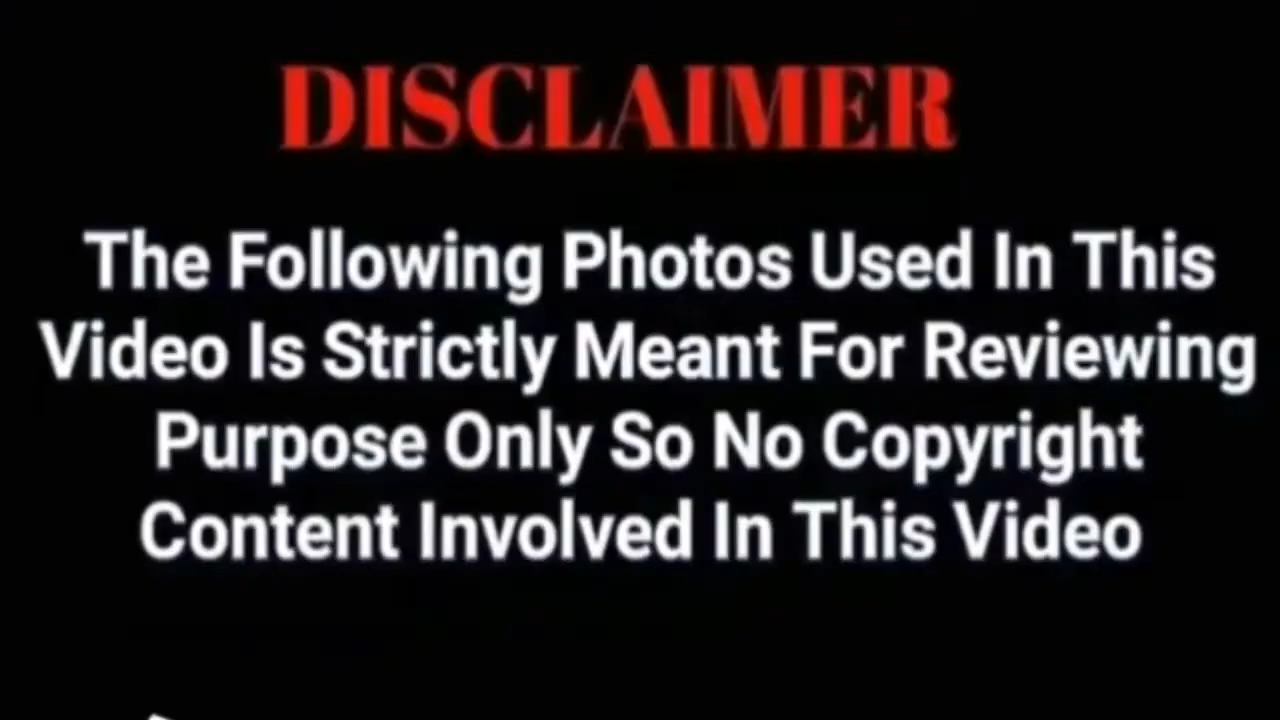 DISCLAIMER
The Following Photos Used In This
Video Is Strictly Meant For Reviewing
Purpose Only So No Copyright
Content Involved In This Video